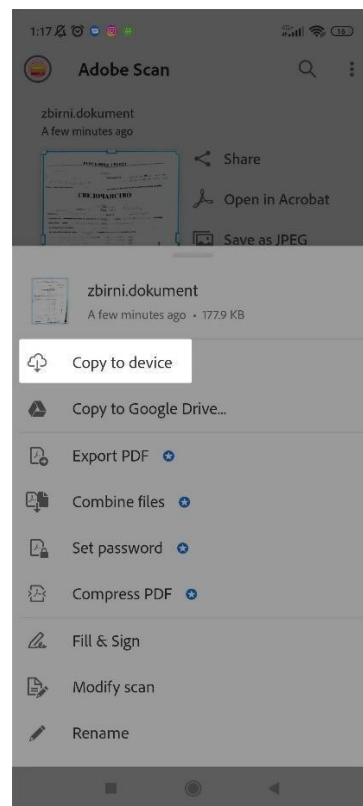 1:17
16
Adobe Scan
zbirni.dokument
A few minutes ago
СВЕДОЧАНСТВО
Share
Open in Acrobat
Save as JPEG
zbirni.dokument
A few minutes ago • 177.9 KB
Copy to device
Copy to Google Drive...
Export PDF
Combine files
Set password
Compress PDF
Fill & Sign
Modify scan
Rename